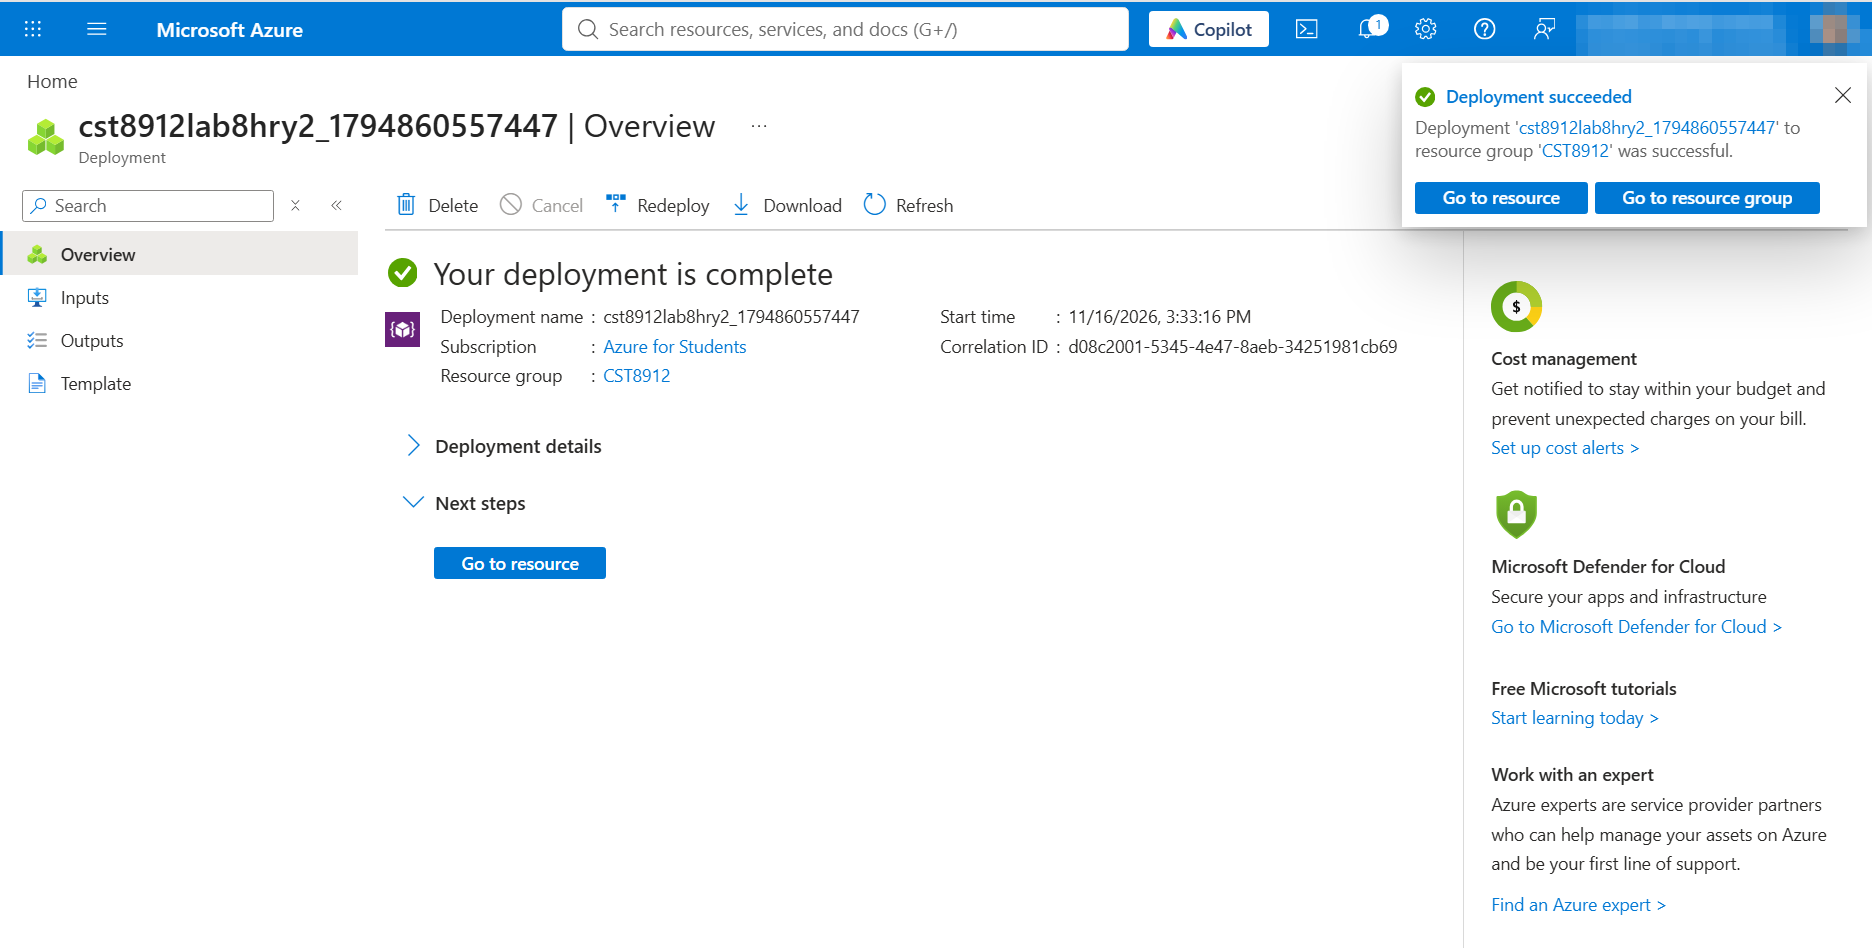 Microsoft Azure
Search resources, services, and docs (G+/)
Copilot
1
Home
cst8912lab8hry2_1794860557447 | Overview ...
Deployment
Search
Overview
Inputs
Outputs
Template
Delete
Cancel
Redeploy
Download
Refresh
Your deployment is complete
Deployment name : cst8912lab8hry2_1794860557447
Subscription : Azure for Students
Resource group : CST8912
Start time : 11/16/2026, 3:33:16 PM
Correlation ID : d08c2001-5345-4e47-8aeb-34251981cb69
Deployment details
Next steps
Go to resource
Deployment succeeded
Deployment 'cst8912lab8hry2_1794860557447' to
resource group 'CST8912' was successful.
Go to resource
Go to resource group
$
Cost management
Get notified to stay within your budget and
prevent unexpected charges on your bill.
Set up cost alerts >
Microsoft Defender for Cloud
Secure your apps and infrastructure
Go to Microsoft Defender for Cloud >
Free Microsoft tutorials
Start learning today >
Work with an expert
Azure experts are service provider partners
who can help manage your assets on Azure
and be your first line of support.
Find an Azure expert >